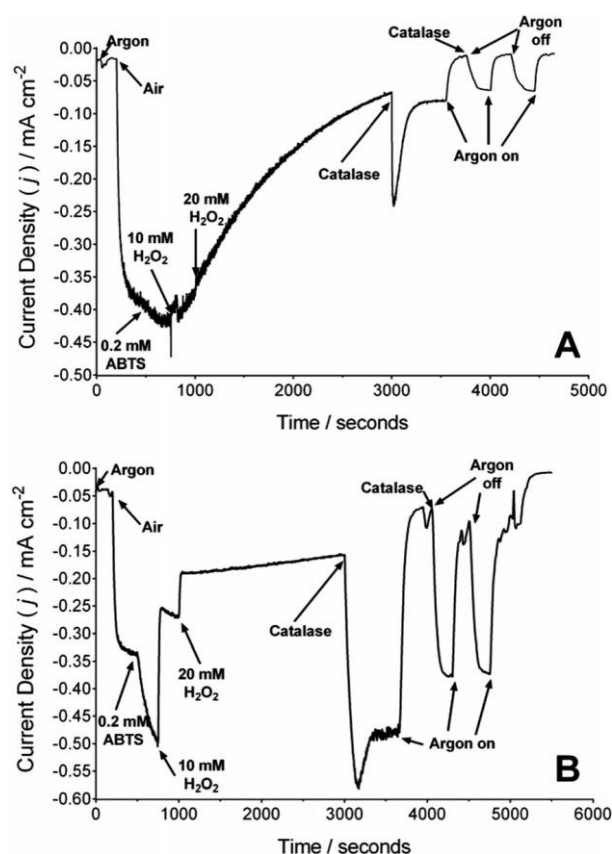 0.00
-0.05
-0.10
-0.15
-0.20
-0.25
-0.30
-0.35
-0.40
-0.45
-0.50
Current Density (j) / mA cm-2
Argon
Air
Catalase
Argon
off
Catalase
Argon on
20 mM
H2O2
10 mM
H2O2
0.2 mM
ABTS
A
0 1000 2000 3000 4000 5000
Time / seconds
0.00
-0.05
-0.10
-0.15
-0.20
-0.25
-0.30
-0.35
-0.40
-0.45
-0.50
-0.55
-0.60
Current Density (j) / mA cm-2
Argon
Air
Catalase
Argon
off
Catalase
20 mM
H2O2
0.2 mM
ABTS
10 mM
H2O2
Argon on
B
0 1000 2000 3000 4000 5000 6000
Time / seconds